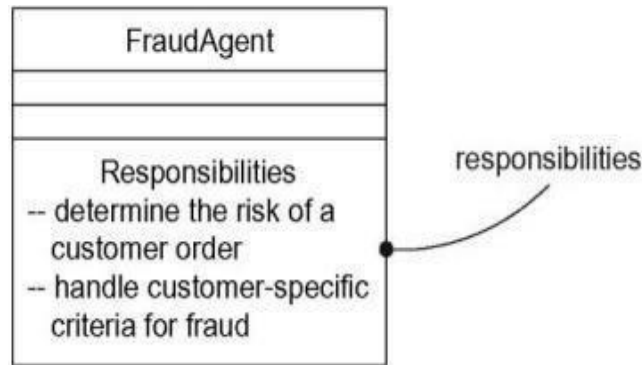 FraudAgent
Responsibilities
-- determine the risk of a
customer order
-- handle customer-specific
criteria for fraud
responsibilities